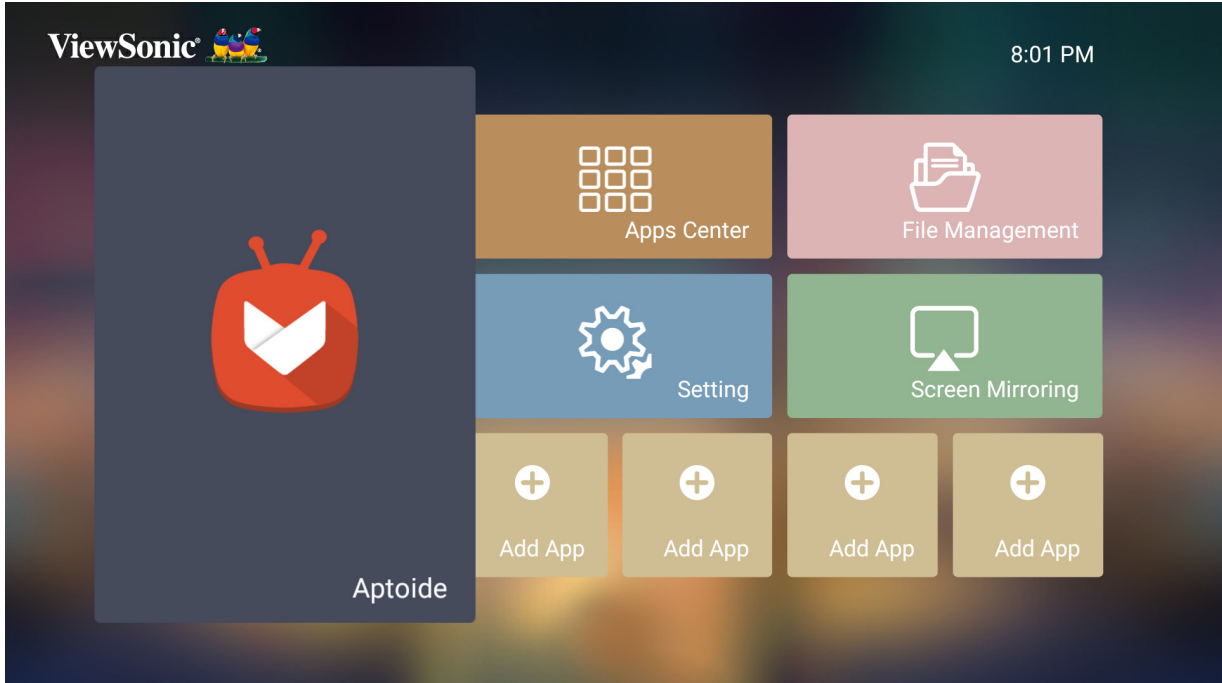 ViewSonic®
8:01 PM
Apps Center
File Management
Setting
Screen Mirroring
Add App
Add App
Add App
Add App
Aptoide